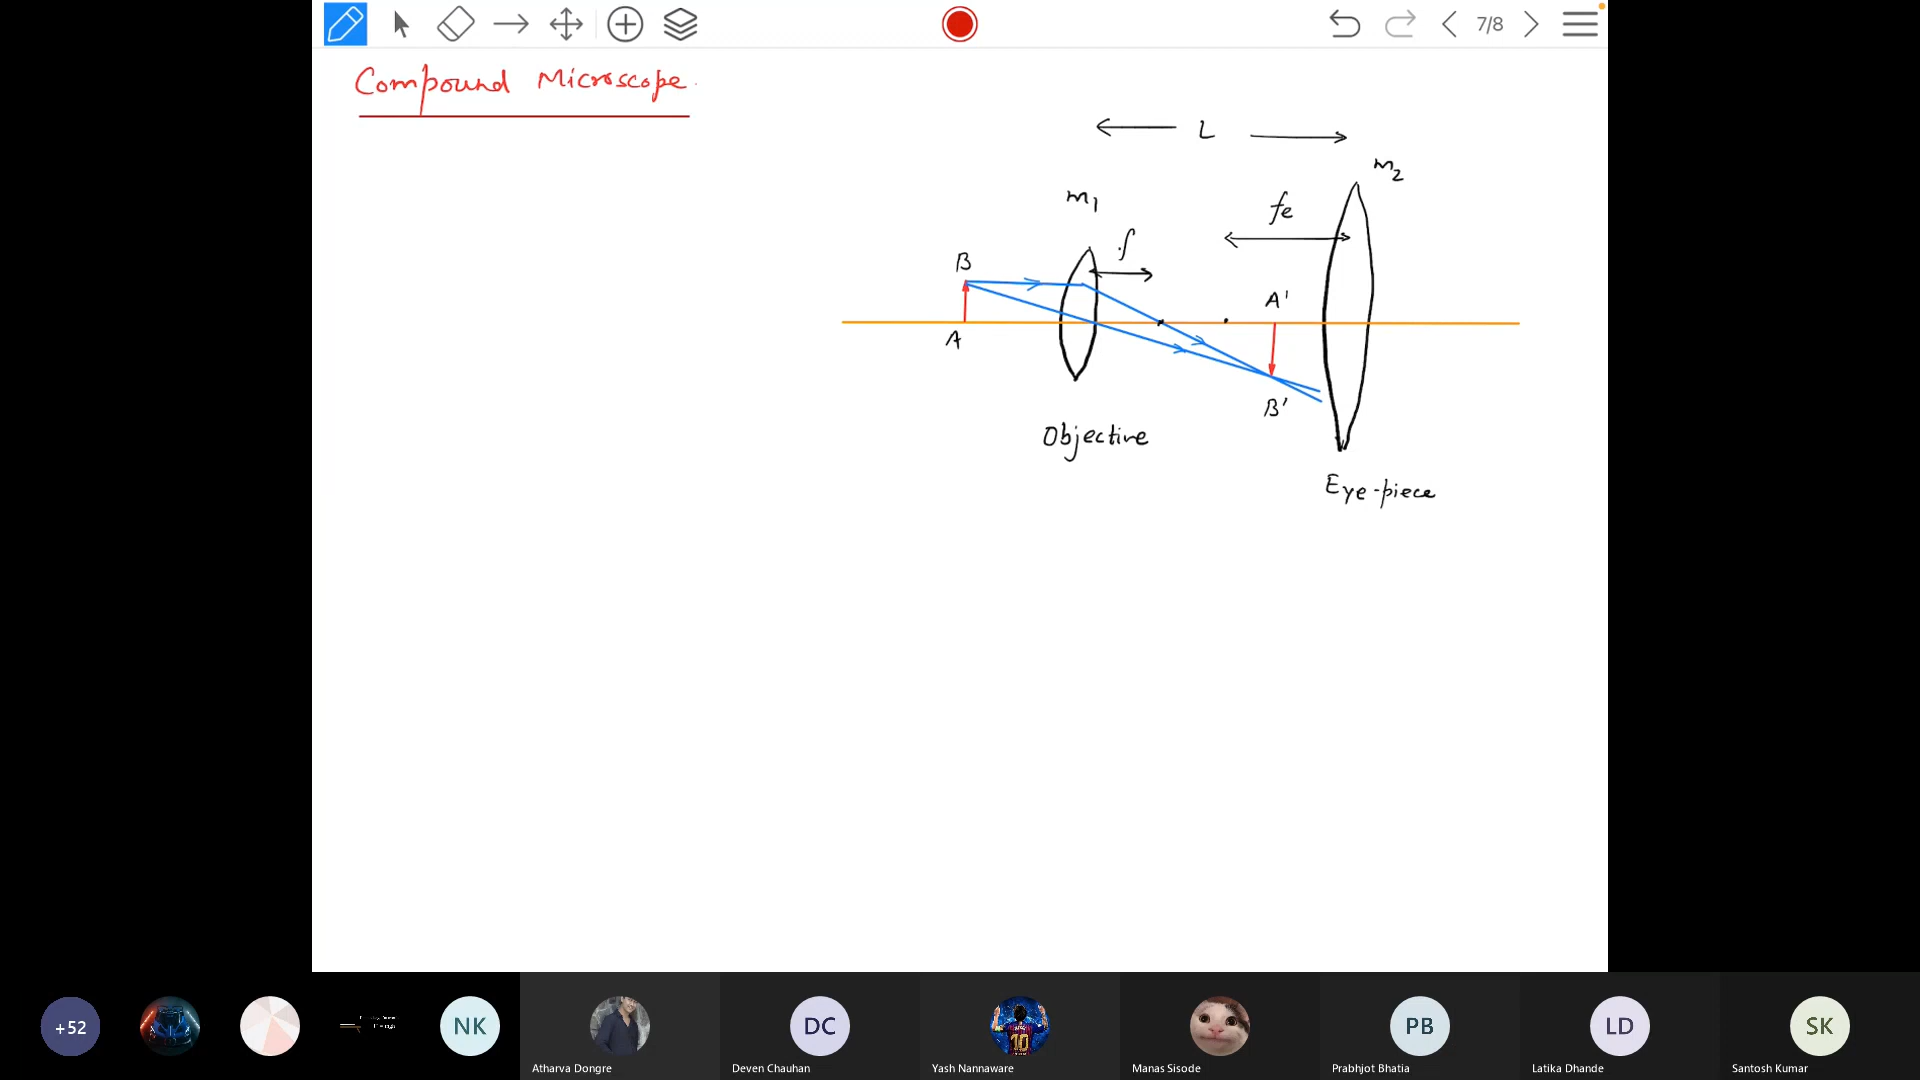 7/8
Compound Microscope.
L
m2
m1
fe
f
B
A'
A
B'
Objective
Eye-piece
+52
NK
DC
10
PB
LD
SK
Atharva Dongre
Deven Chauhan
Yash Nannaware
Manas Sisode
Prabhjot Bhatia
Latika Dhande
Santosh Kumar